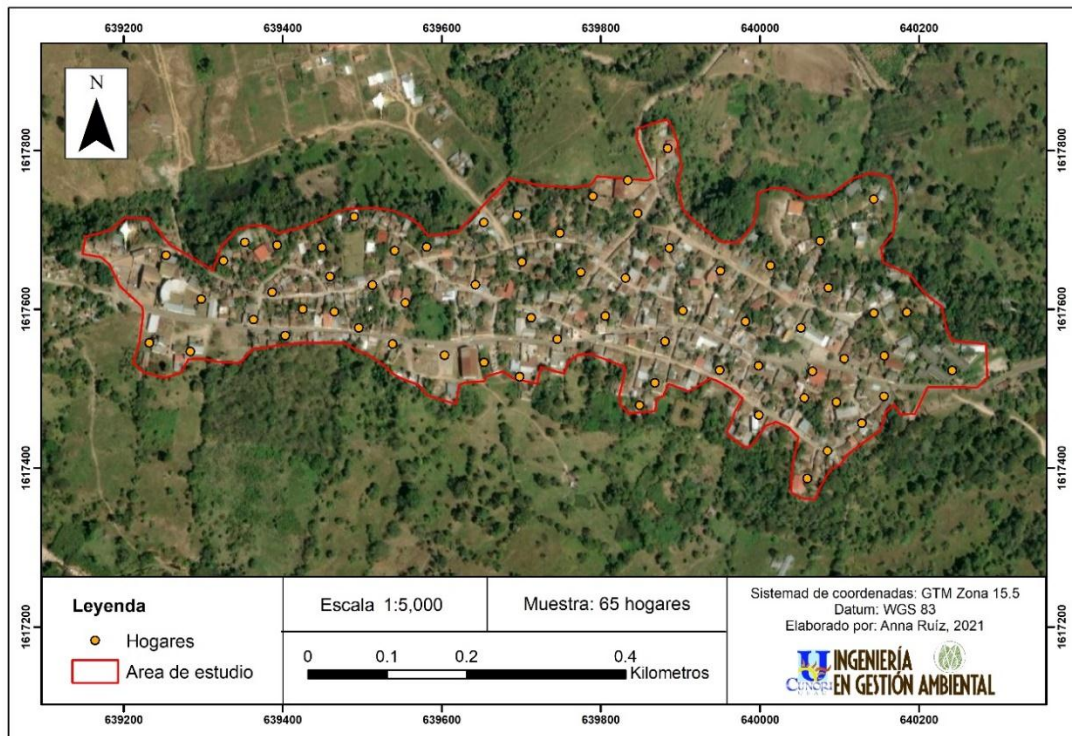 639200 639400 639600 639800 640000 640200
1617800 1617800
1617600 1617600
1617400 1617400
1617200 1617200
N
Leyenda
Hogares
Area de estudio
Escala 1:5,000
Muestra: 65 hogares
0 0.1 0.2 0.4
Kilometros
Sistemad de coordenadas: GTM Zona 15.5
Datum: WGS 83
Elaborado por: Anna Ruíz, 2021
CUNORI
USAC
INGENIERÍA
EN GESTIÓN AMBIENTAL
639200 639400 639600 639800 640000 640200